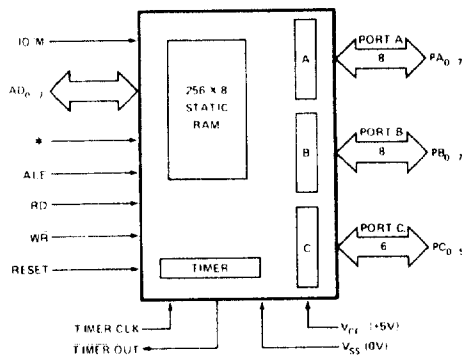 IO M
AD0 7
*
ALE
RD
WR
RESET
256 X 8
STATIC
RAM
TIMER
A
B
C
PORT A
8
PA0 7
PORT B
8
PB0 7
PORT C
6
PC0 5
TIMER CLK
TIMER OUT
VCC (+5V)
VSS (0V)